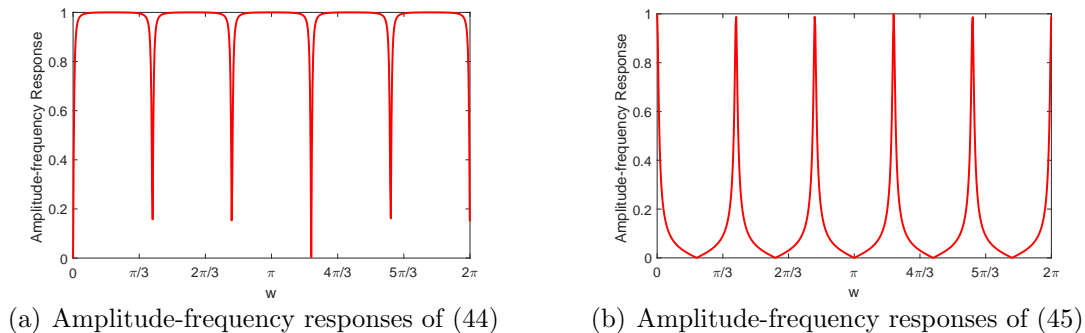 Amplitude-frequency Response
1
0.8
0.6
0.4
0.2
0
0 π/3 2π/3 π 4π/3 5π/3 2π
w
(a) Amplitude-frequency responses of (44)
Amplitude-frequency Response
1
0.8
0.6
0.4
0.2
0
0 π/3 2π/3 π 4π/3 5π/3 2π
w
(b) Amplitude-frequency responses of (45)